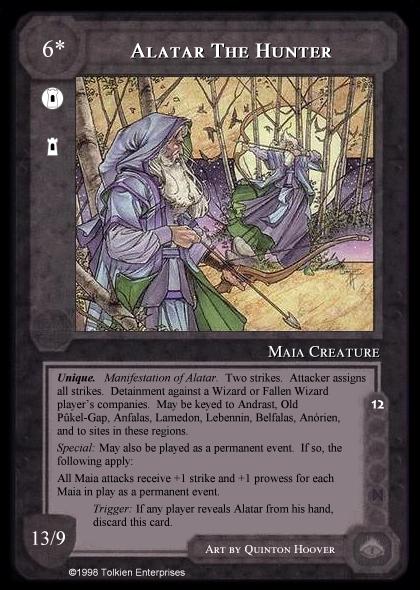 6*
ALATAR THE HUNTER
MAIA CREATURE
Unique. Manifestation of Alatar. Two strikes. Attacker assigns
all strikes. Detainment against a Wizard or Fallen Wizard
player's companies. May be keyed to Andrast, Old
Pûkel-Gap, Anfalas, Lamedon, Lebennin, Belfalas, Anórien,
and to sites in these regions.
12
Special: May also be played as a permanent event. If so, the
following apply:
All Maia attacks receive +1 strike and +1 prowess for each
Maia in play as a permanent event.
Trigger: If any player reveals Alatar from his hand,
discard this card.
13/9
ART BY QUINTON HOOVER
©1998 Tolkien Enterprises